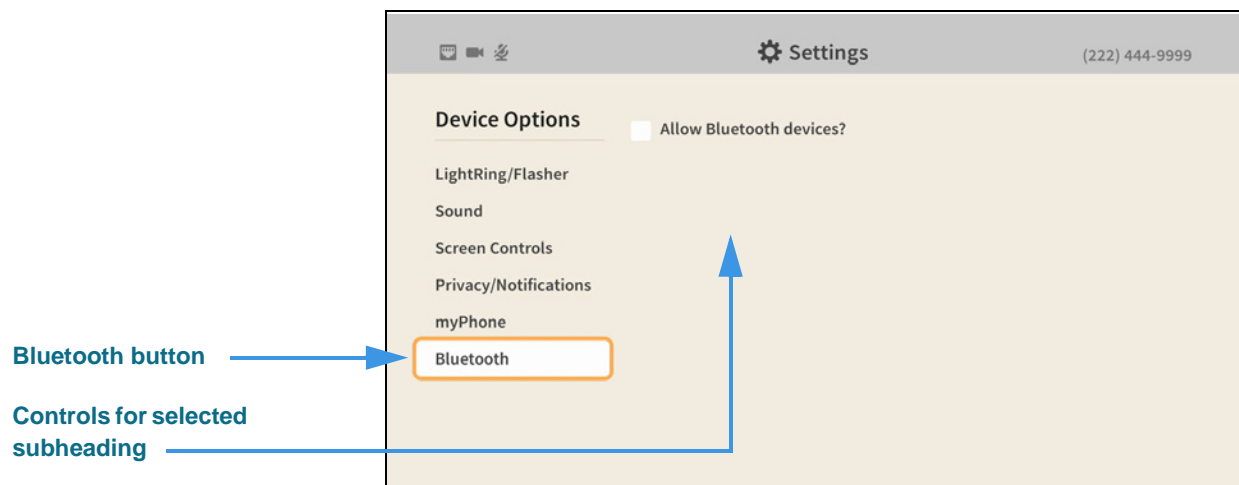 Settings
(222) 444-9999
Device Options
Allow Bluetooth devices?
LightRing/Flasher
Sound
Screen Controls
Privacy/Notifications
myPhone
Bluetooth
Bluetooth button
Controls for selected
subheading